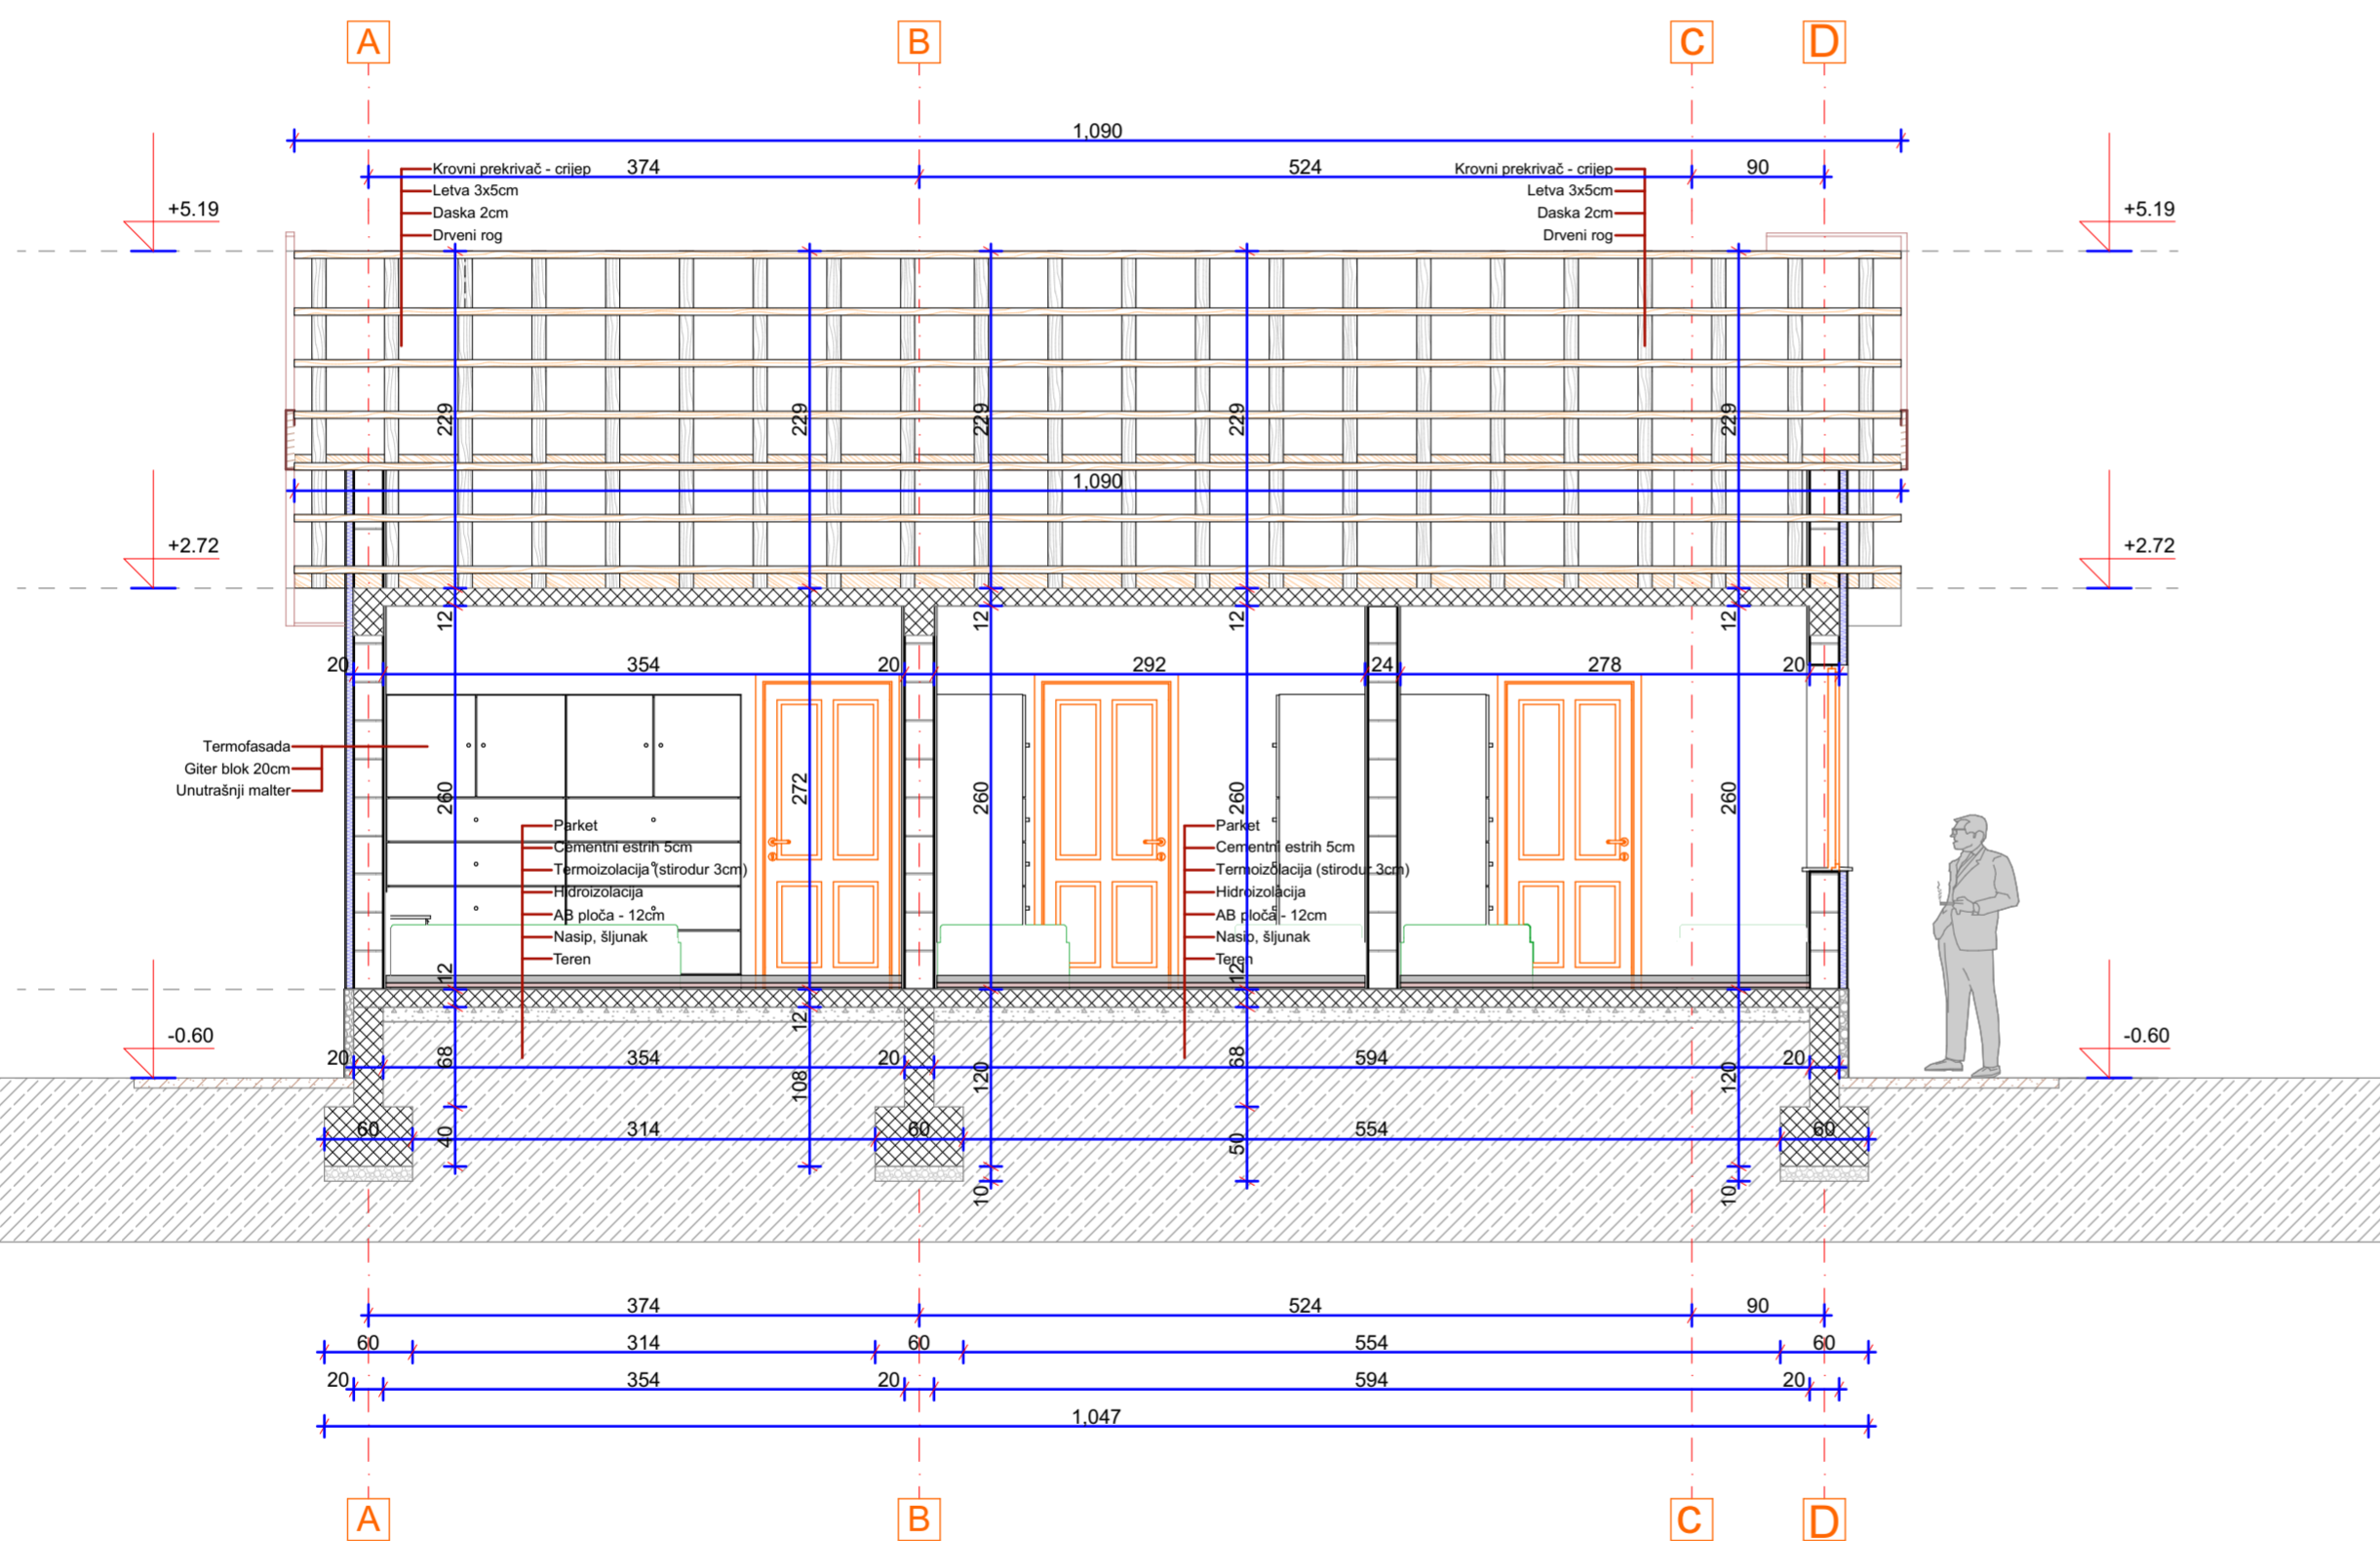 A B C D
1,090
374 524 90
Krovni prekrivač - crijep
Letva 3x5cm
Daska 2cm
Drveni rog
Krovni prekrivač - crijep
Letva 3x5cm
Daska 2cm
Drveni rog
+5.19 +5.19
229 229 229 229 229
1,090
+2.72 +2.72
12 12 12 12
20 354 20 292 24 278 20
Termofasada
Giter blok 20cm
Unutrašnji malter
260 272 260 260 260
Parket
Cementni estrih 5cm
Termoizolacija (stirodur 3cm)
Hidroizolacija
AB ploča - 12cm
Nasip, šljunak
Teren
Parket
Cementni estrih 5cm
Termoizolacija (stirodur 3cm)
Hidroizolacija
AB ploča - 12cm
Nasip, šljunak
Teren
12 12
12
-0.60 -0.60
20 354 20 594 20
68 108 120 68 120
60 314 60 554 60
40 50
10 10
374 524 90
60 314 60 554 60
20 354 20 594 20
1,047
A B C D